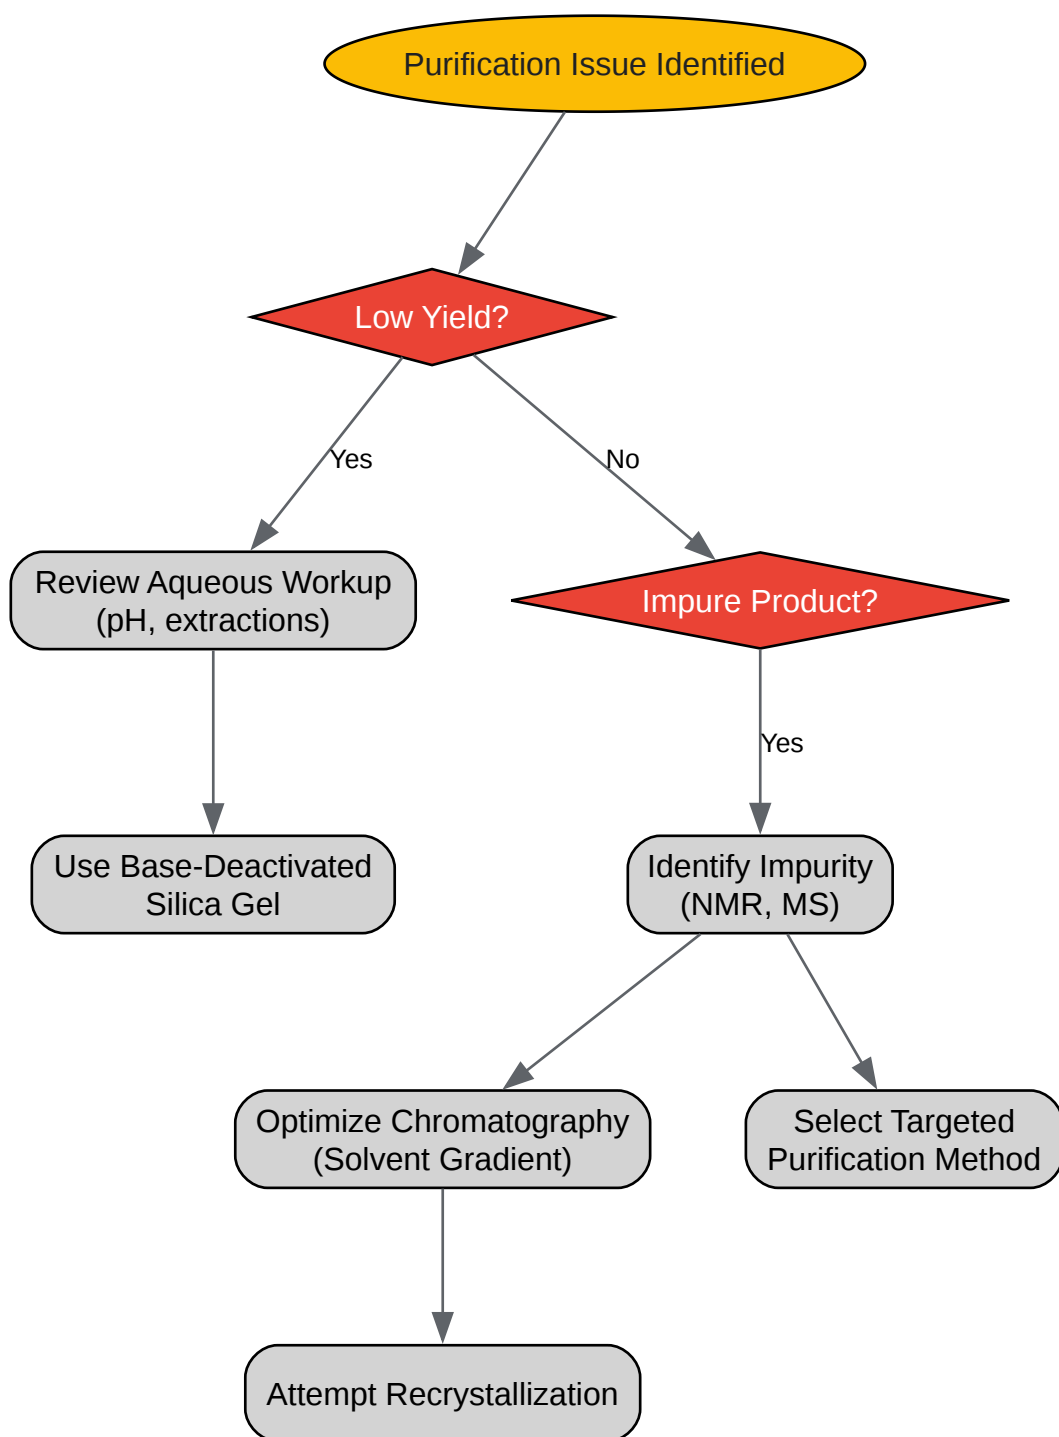 Purification Issue Identified
Low Yield?
Yes
No
Review Aqueous Workup
(pH, extractions)
Impure Product?
Yes
Use Base-Deactivated
Silica Gel
Identify Impurity
(NMR, MS)
Optimize Chromatography
(Solvent Gradient)
Select Targeted
Purification Method
Attempt Recrystallization